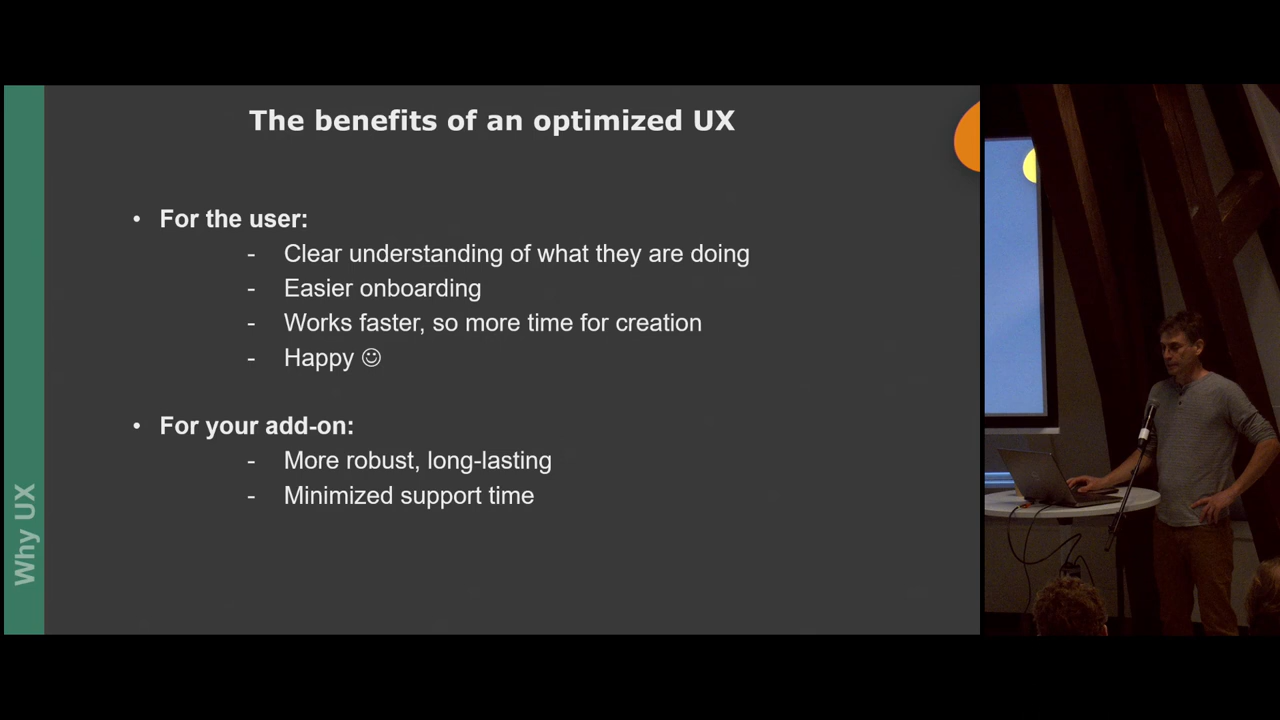 The benefits of an optimized UX
• For the user:
- Clear understanding of what they are doing
- Easier onboarding
- Works faster, so more time for creation
- Happy ☺
• For your add-on:
- More robust, long-lasting
- Minimized support time
Why UX